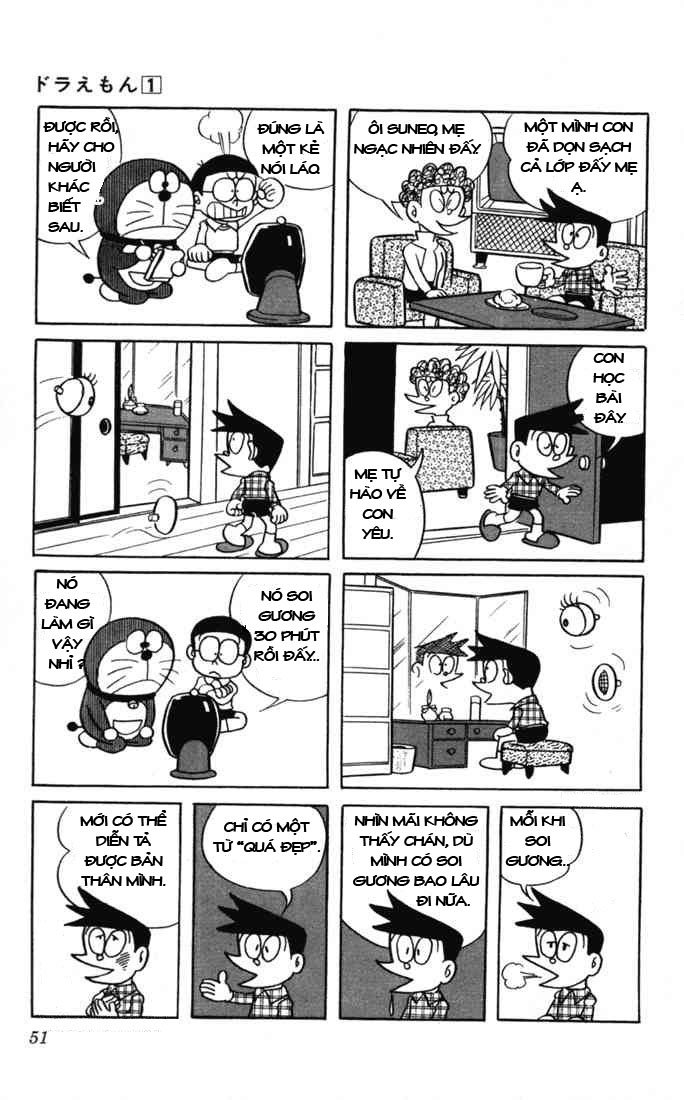 ドラえもん1
MỘT MÌNH CON
ĐÃ DỌN SẠCH
CẢ LỚP ĐẤY MẸ
Ạ.
ÔI SUNEO, MẸ
NGẠC NHIÊN ĐẤY.
ĐÚNG LÀ
MỘT KẺ
NÓI LÁO.
ĐƯỢC RỒI,
HÃY CHO
NGƯỜI
KHÁC
BIẾT
SAU.
CON
HỌC
BÀI
ĐÂY.
MẸ TỰ
HÀO VỀ
CON
YÊU.
NÓ SOI
GƯƠNG
30 PHÚT
RỒI ĐẤY..
NÓ
ĐANG
LÀM GÌ
VẬY
NHỈ ?
MỖI KHI
SOI
GƯƠNG..
NHÌN MÃI KHÔNG
THẤY CHÁN, DÙ
MÌNH CÓ SOI
GƯƠNG BAO LÂU
ĐI NỮA.
CHỈ CÓ MỘT
TỪ "QUÁ ĐẸP".
MỚI CÓ THỂ
DIỄN TẢ
ĐƯỢC BẢN
THÂN MÌNH.
51